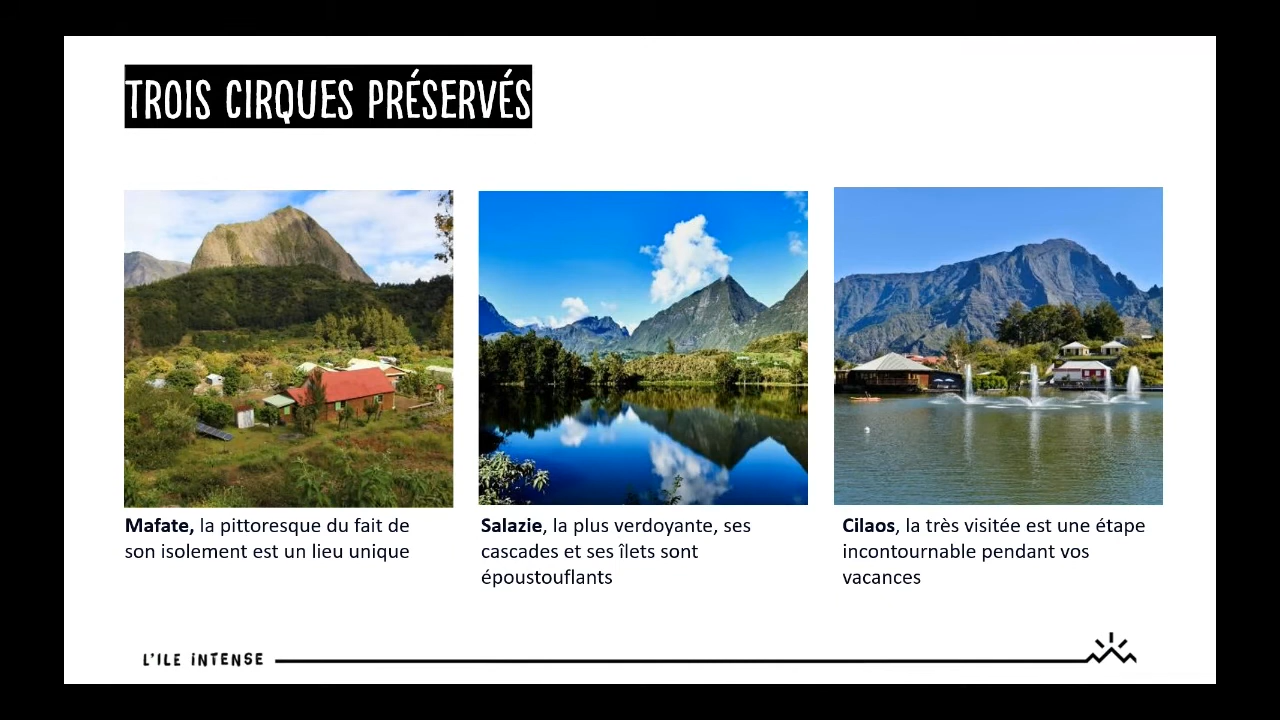 TROIS CIRQUES PRÉSERVÉS
Mafate, la pittoresque du fait de
son isolement est un lieu unique
Salazie, la plus verdoyante, ses
cascades et ses îlets sont
époustouflants
Cilaos, la très visitée est une étape
incontournable pendant vos
vacances
L'ILE INTENSE